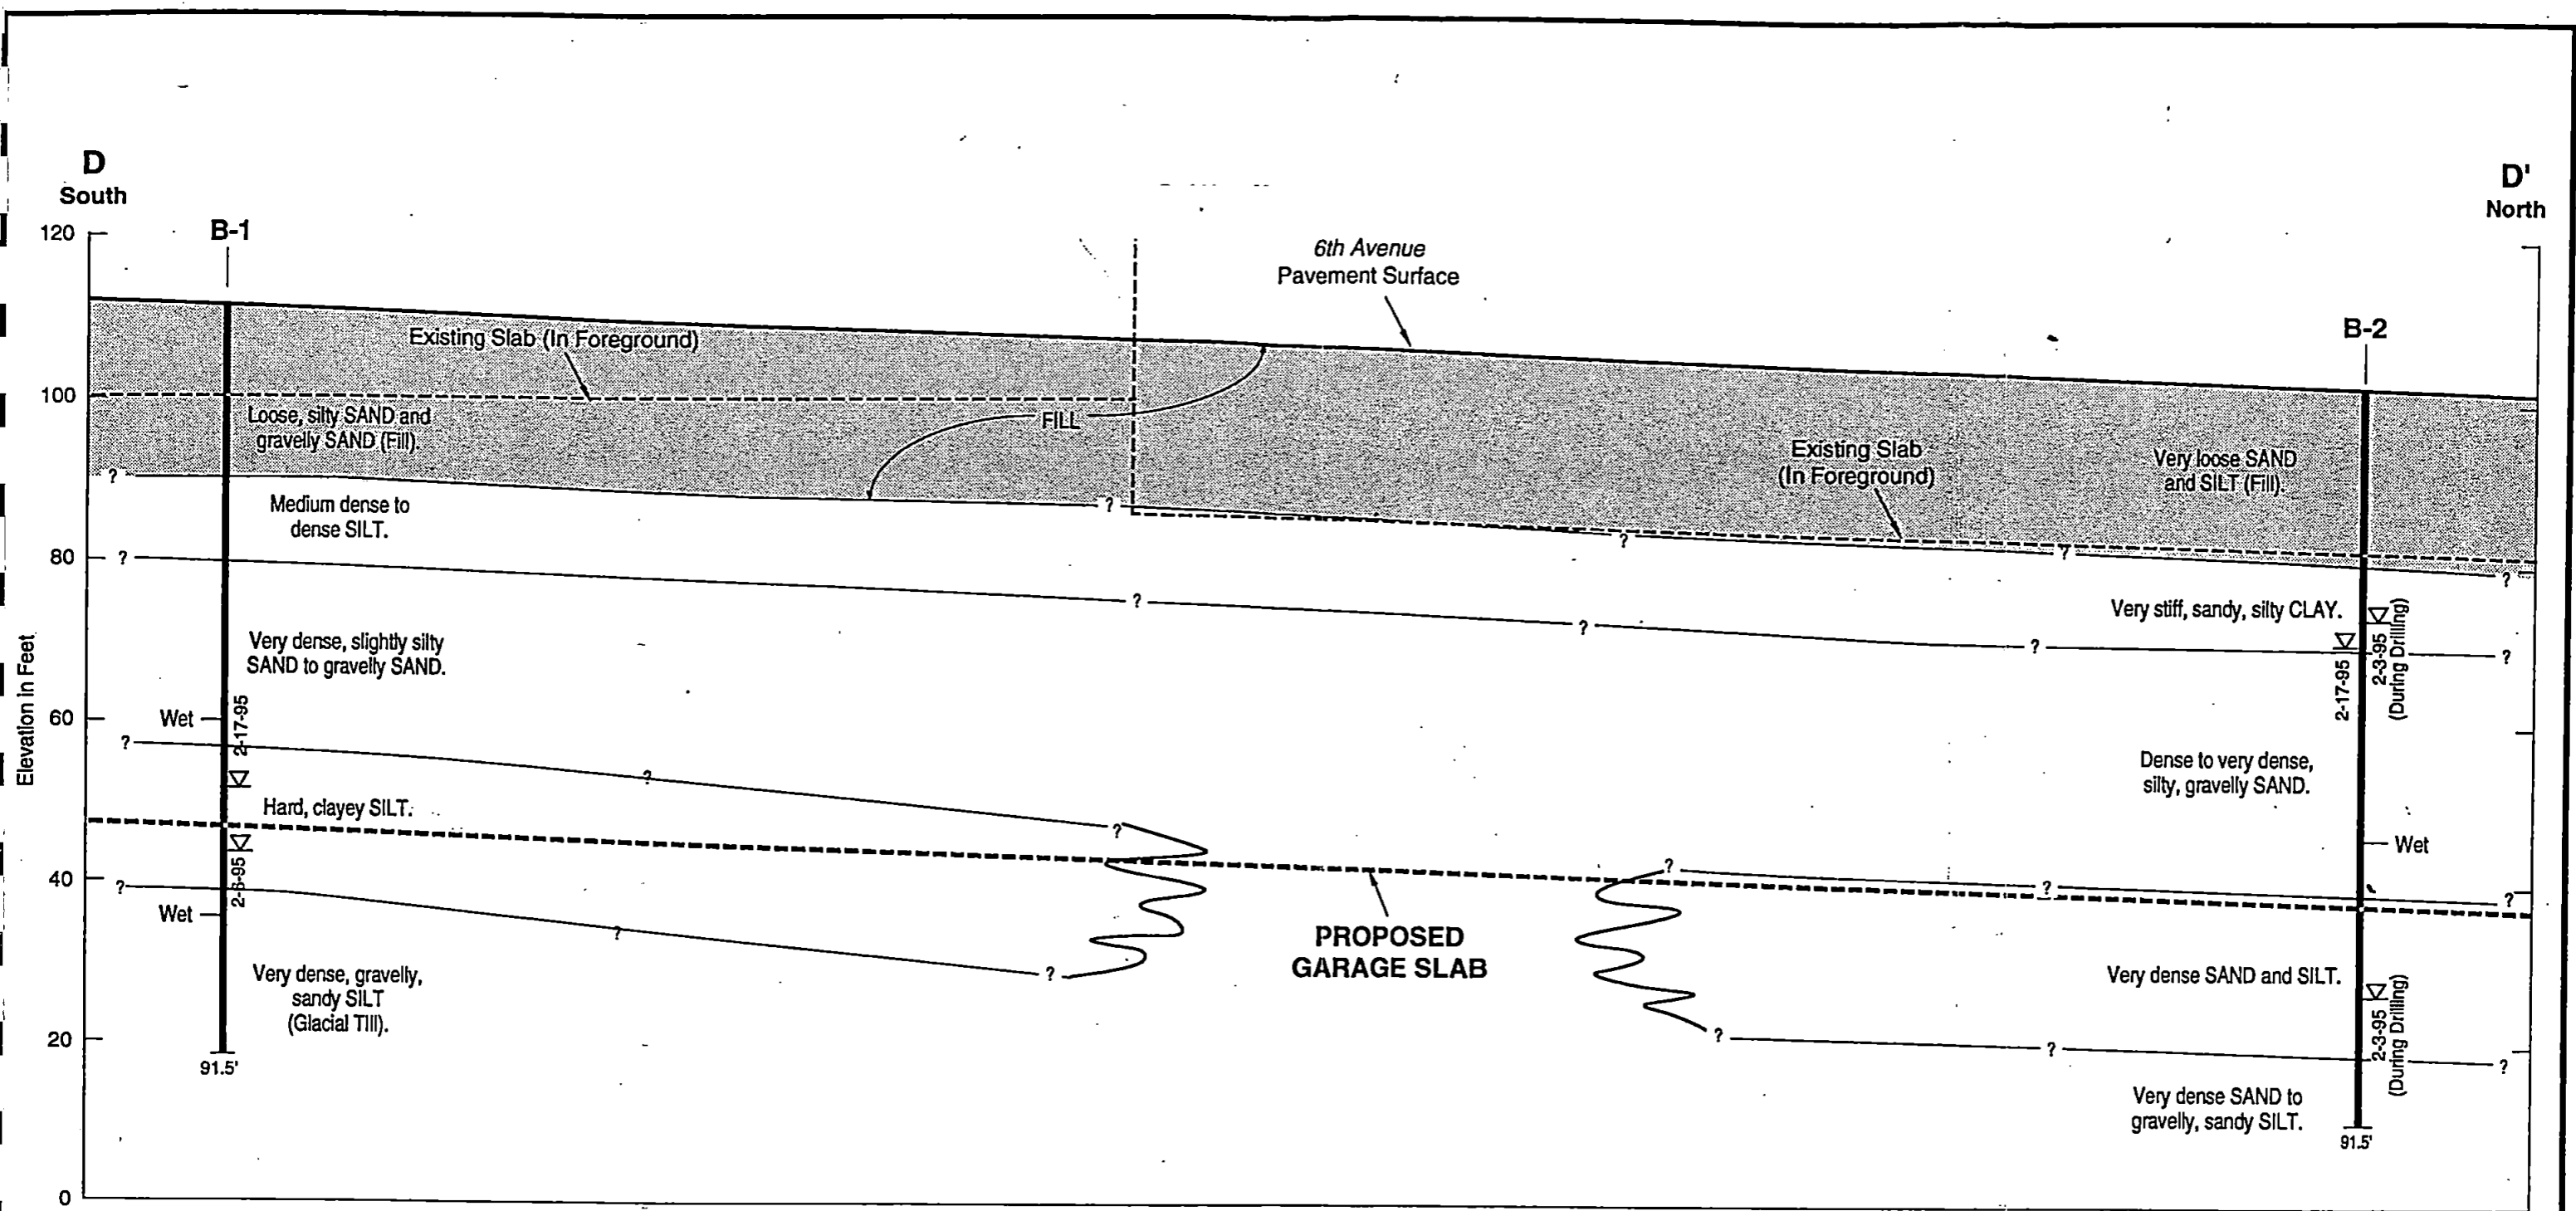 D
South
D'
North
B-1
B-2
120
100
80
60
40
20
0
Elevation in Feet
6th Avenue
Pavement Surface
Existing Slab (In Foreground)
Loose, silty SAND and
gravelly SAND (Fill).
FILL
Existing Slab
(In Foreground)
Very loose SAND
and SILT (Fill).
?
?
?
?
?
Medium dense to
dense SILT.
?
?
?
?
?
Very stiff, sandy, silty CLAY.
2-17-95
2-3-95
(During Drilling)
Very dense, slightly silty
SAND to gravelly SAND.
Wet
2-17-95
?
?
?
Dense to very dense,
silty, gravelly SAND.
Wet
Hard, clayey SILT.
?
?
?
2-3-95
?
?
?
Wet
PROPOSED
GARAGE SLAB
Very dense, gravelly,
sandy SILT
(Glacial Till).
Very dense SAND and SILT.
2-3-95
(During Drilling)
?
?
?
Very dense SAND to
gravelly, sandy SILT.
91.5'
91.5'